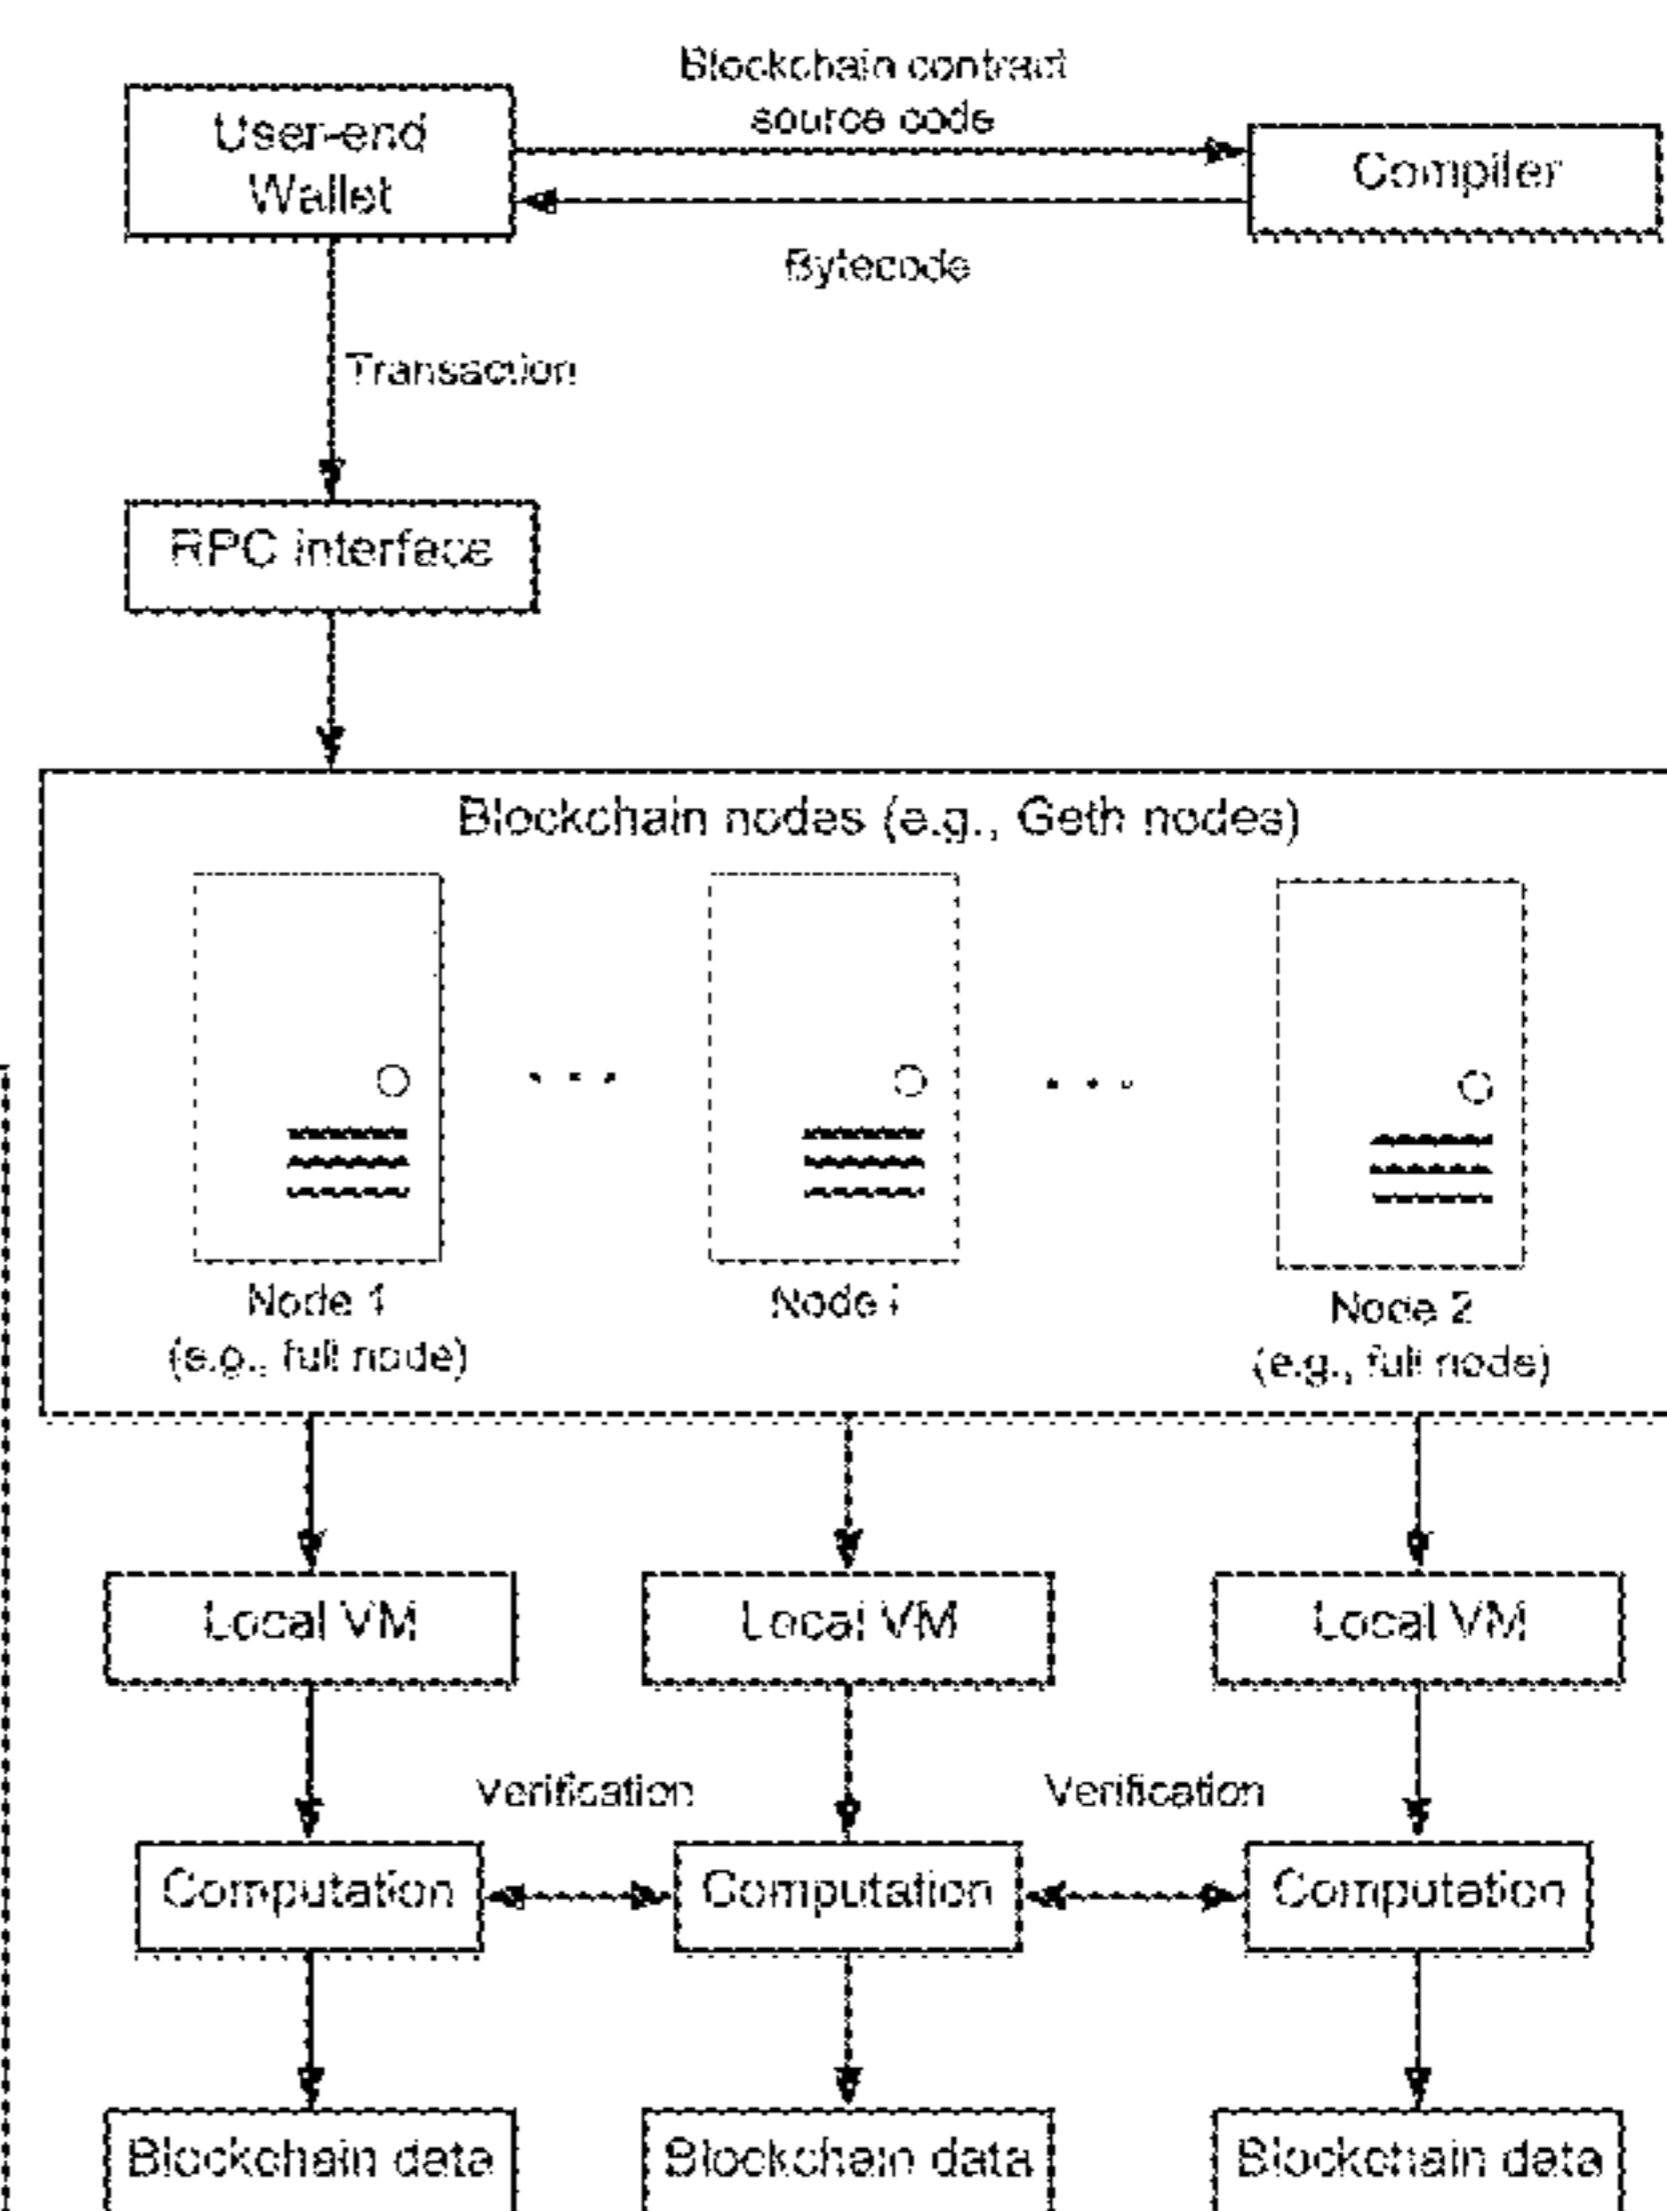 Blockchain contract
source code
User-end
Wallet
Compiler
Bytecode
Transaction
RPC interface
Blockchain nodes (e.g., Geth nodes)
Node 1
(e.g., full node)
Node i
Node 2
(e.g., full node)
Local VM
Local VM
Local VM
Verification
Verification
Computation
Computation
Computation
Blockchain data
Blockchain data
Blockchain data